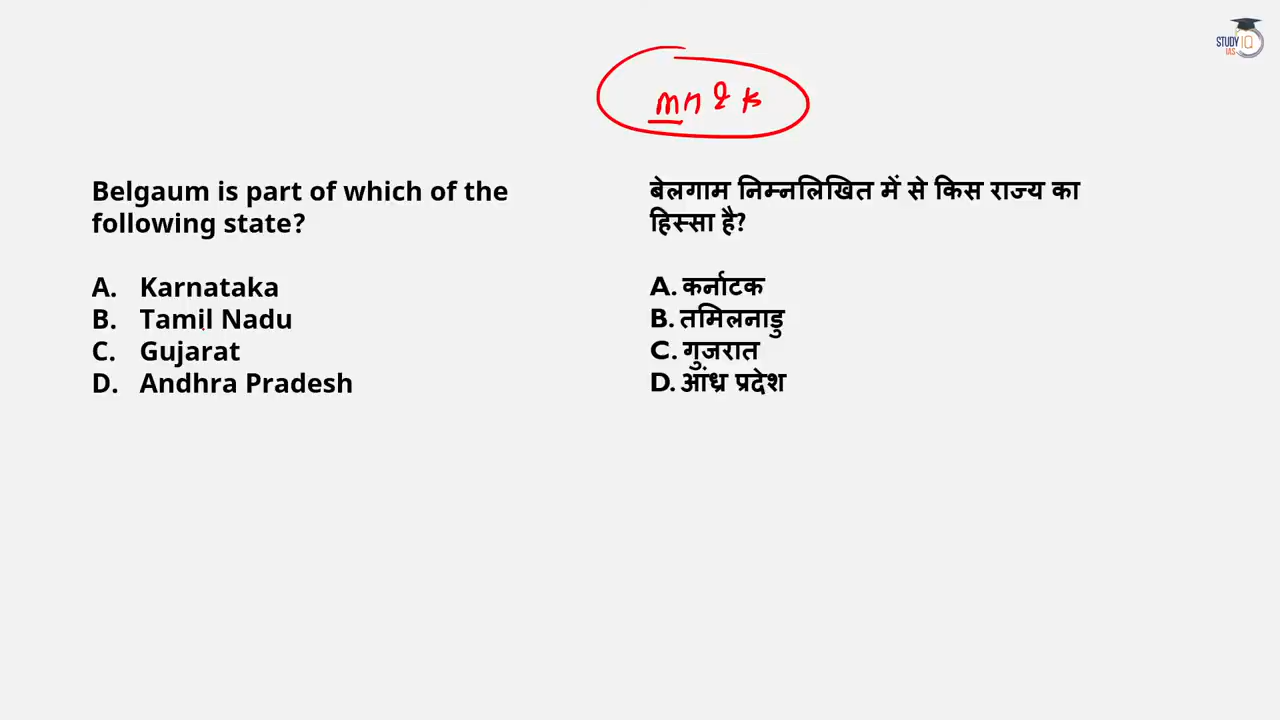 STUDY IQ
IAS
Belgaum is part of which of the
following state?
A. Karnataka
B. Tamil Nadu
C. Gujarat
D. Andhra Pradesh
बेलगाम निम्नलिखित में से किस राज्य का
हिस्सा है?
A. कर्नाटक
B. तमिलनाडु
C. गुजरात
D. आंध्र प्रदेश